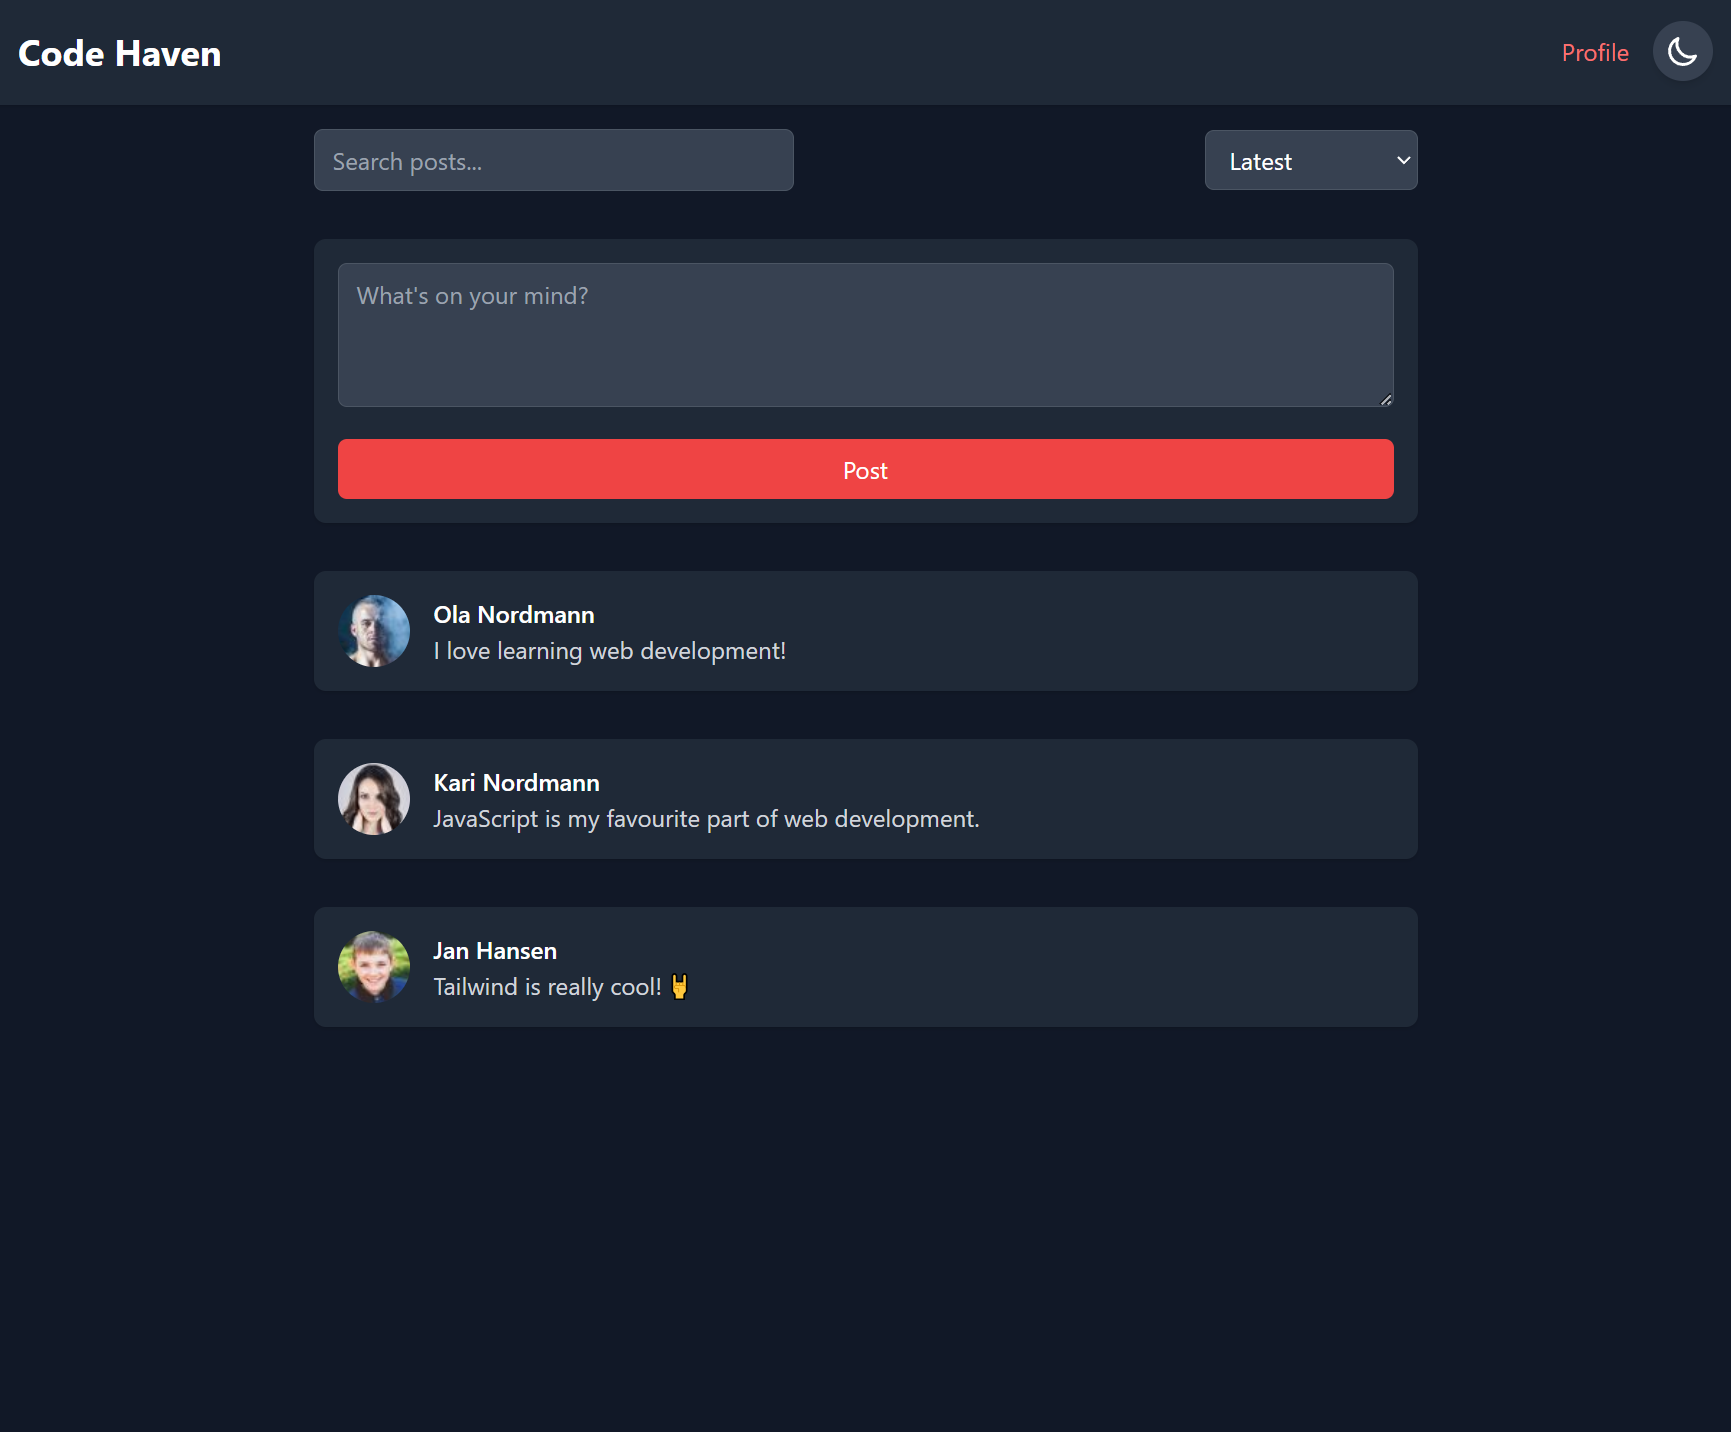 Code Haven
Profile
Search posts...
Latest
What's on your mind?
Post
Ola Nordmann
I love learning web development!
Kari Nordmann
JavaScript is my favourite part of web development.
Jan Hansen
Tailwind is really cool! 🤘